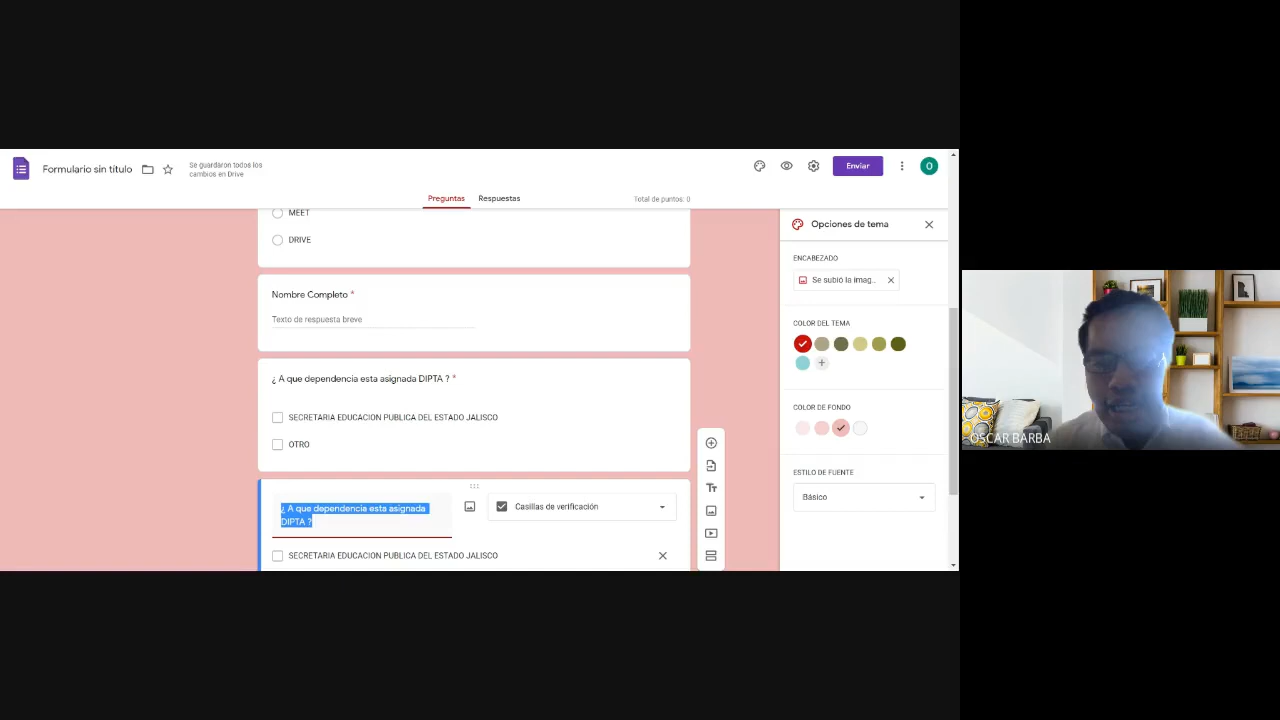 Formulario sin título
Se guardaron todos los
cambios en Drive
Enviar
O
Preguntas
Respuestas
Total de puntos: 0
MEET
DRIVE
Nombre Completo *
Texto de respuesta breve
¿ A que dependencia esta asignada DIPTA ? *
SECRETARIA EDUCACION PUBLICA DEL ESTADO JALISCO
OTRO
¿ A que dependencia esta asignada
DIPTA ?
Casillas de verificación
SECRETARIA EDUCACION PUBLICA DEL ESTADO JALISCO
Opciones de tema
ENCABEZADO
Se subió la imag...
COLOR DEL TEMA
COLOR DE FONDO
ESTILO DE FUENTE
Básico
OSCAR BARBA